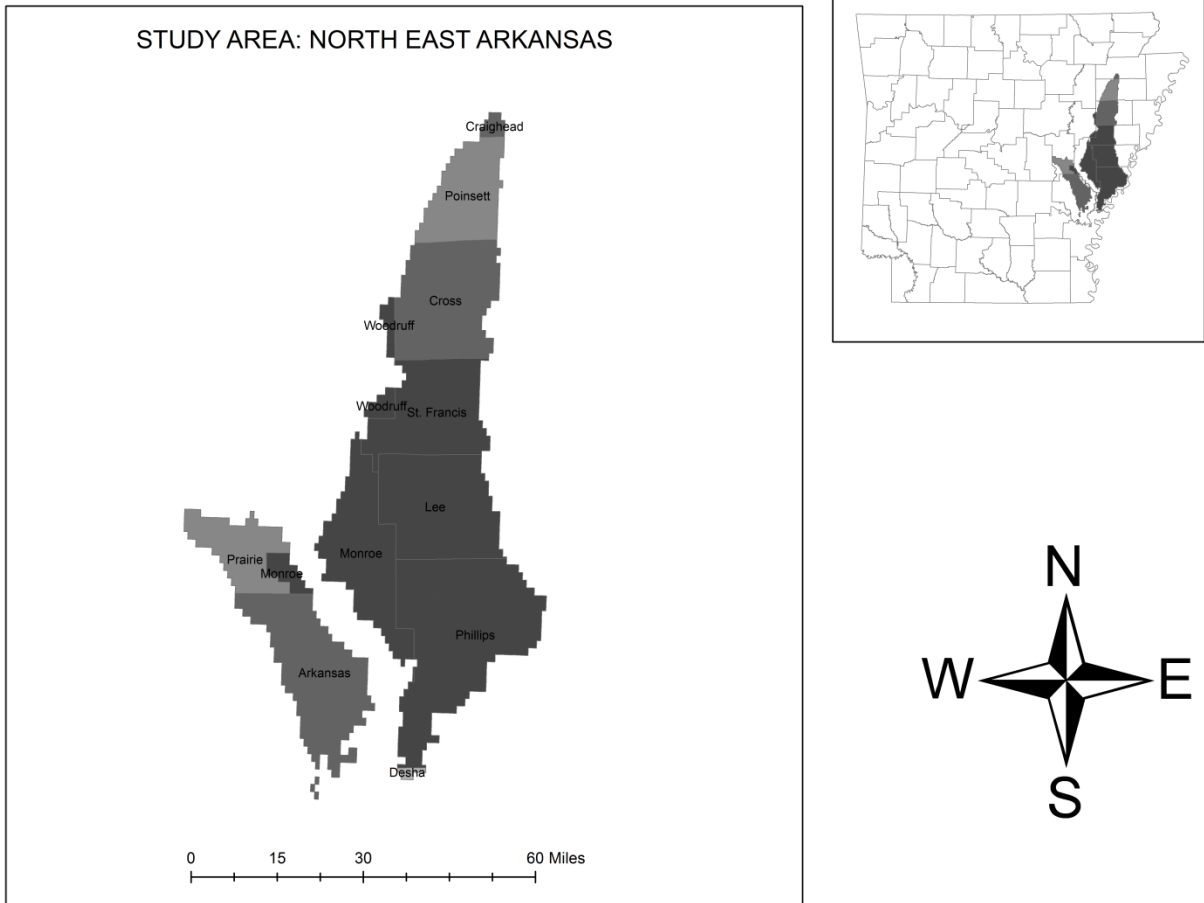 STUDY AREA: NORTH EAST ARKANSAS
Craighead
Poinsett
Cross
Woodruff
Woodruff
St. Francis
Lee
Monroe
Prairie
Monroe
Phillips
Arkansas
Desha
0 15 30 60 Miles
N
W E
S